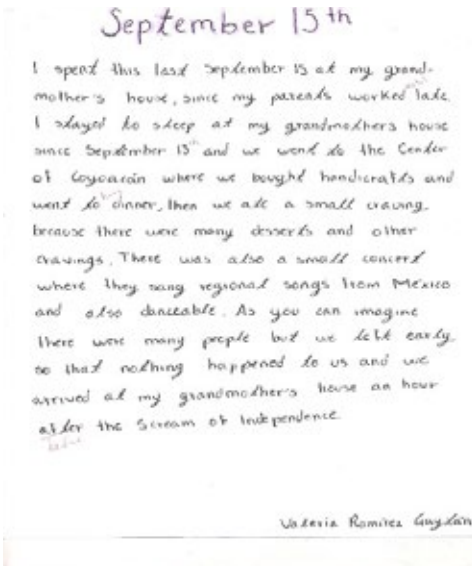 September 15th
I spent this last September 15 at my grand-
mother's house, since my parents worked late.
I stayed to sleep at my grandmothers house
since September 15th and we went to the Center
of Coyoacán where we bought handicrafts and
went to dinner, then we ate a small craving.
because there were many desserts and other
cravings. There was also a small concert
where they sang regional songs from México
and also danceable. As you can imagine
there were many people but we left early.
so that nothing happened to us and we
arrived at my grandmother's house an hour
after the Scream of Independence
Valeria Ramírez